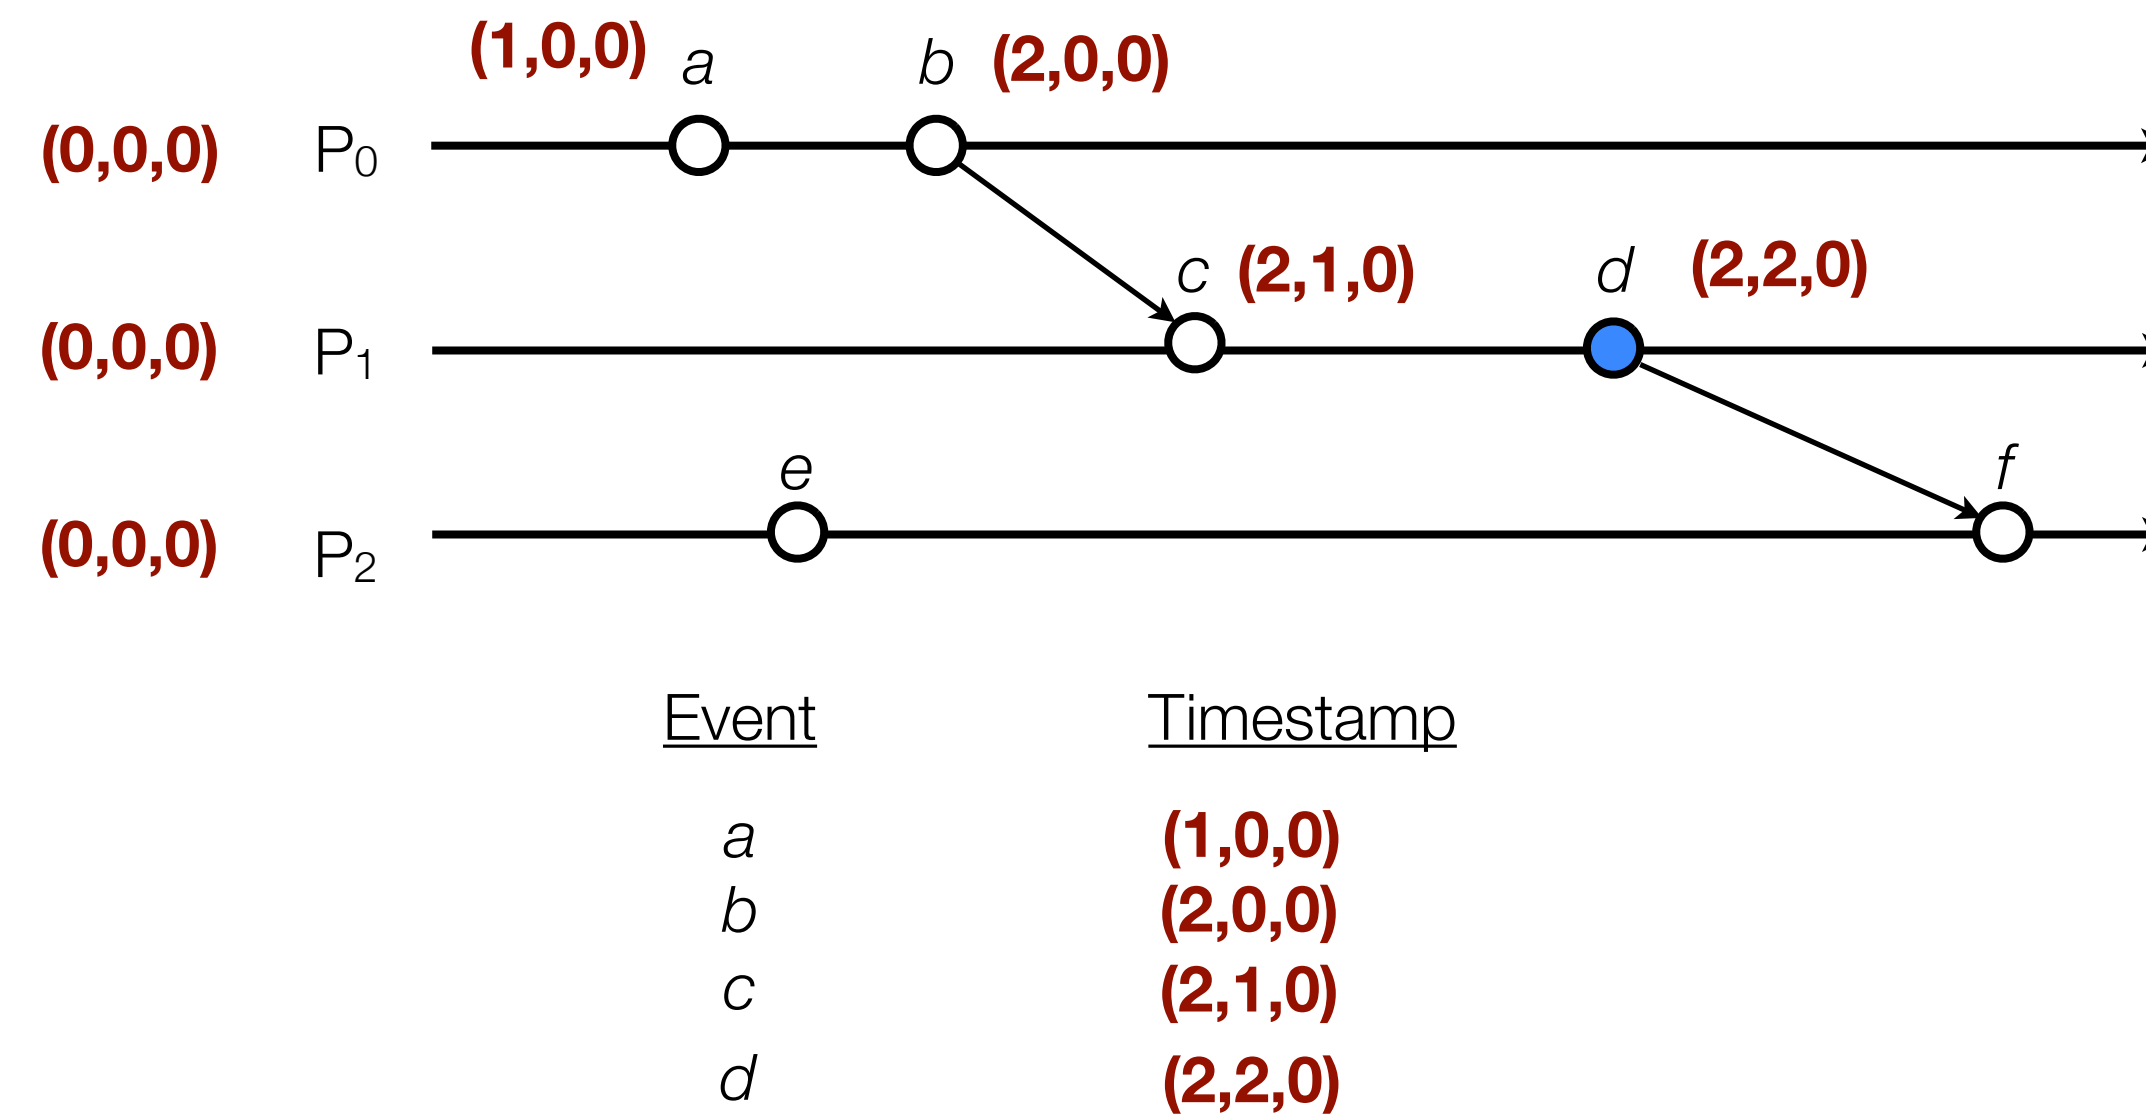 (1,0,0) a b (2,0,0)
(0,0,0) P0
c (2,1,0) d (2,2,0)
(0,0,0) P1
e f
(0,0,0) P2
Event Timestamp
a (1,0,0)
b (2,0,0)
c (2,1,0)
d (2,2,0)